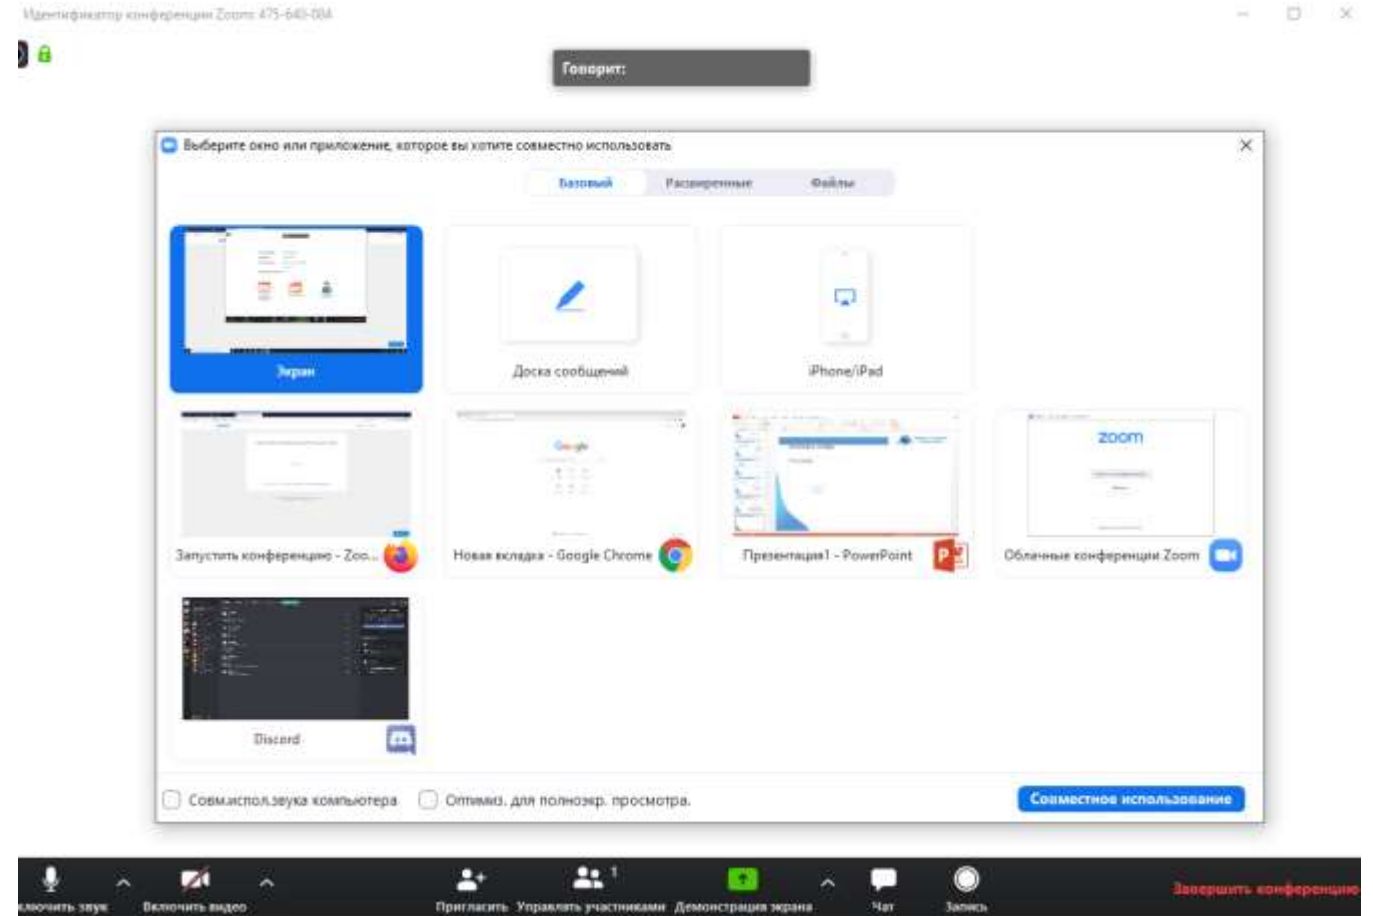 Идентификатор конференции Zoom: 475-640-084
Говорит:
Выберите окно или приложение, которое вы хотите совместно использовать
Базовый Расширенные Файлы
Экран Доска сообщений iPhone/iPad
Google
zoom
Запустить конференцию - Zoo... Новая вкладка - Google Chrome Презентация1 - PowerPoint Облачные конференции Zoom
Discord
Совм.испол.звука компьютера Оптимиз. для полноэкр. просмотра. Совместное использование
1
ключить звук Включить видео Пригласить Управлять участниками Демонстрация экрана Чат Запись Завершить конференцию